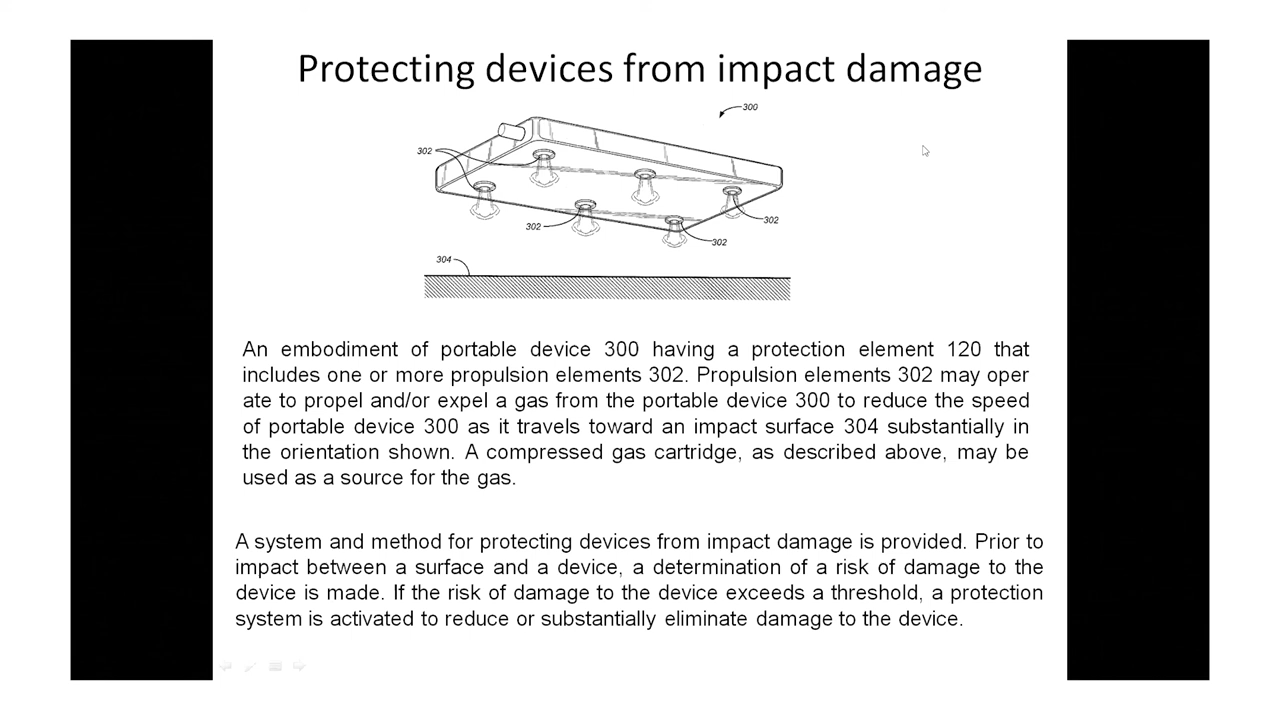 Protecting devices from impact damage
300
302
302
302
302
304
An embodiment of portable device 300 having a protection element 120 that
includes one or more propulsion elements 302. Propulsion elements 302 may oper
ate to propel and/or expel a gas from the portable device 300 to reduce the speed
of portable device 300 as it travels toward an impact surface 304 substantially in
the orientation shown. A compressed gas cartridge, as described above, may be
used as a source for the gas.
A system and method for protecting devices from impact damage is provided. Prior to
impact between a surface and a device, a determination of a risk of damage to the
device is made. If the risk of damage to the device exceeds a threshold, a protection
system is activated to reduce or substantially eliminate damage to the device.